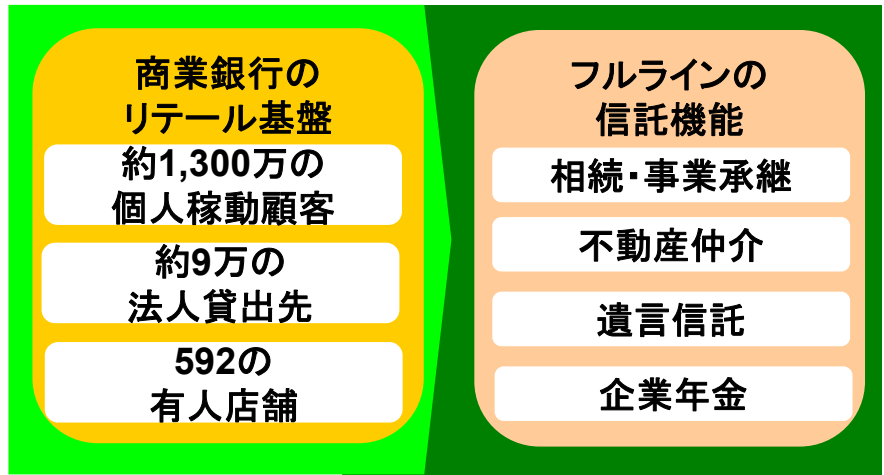 商業銀行の
リテール基盤
約1,300万の
個人稼動顧客
約9万の
法人貸出先
592の
有人店舗
フルラインの
信託機能
相続・事業承継
不動産仲介
遺言信託
企業年金